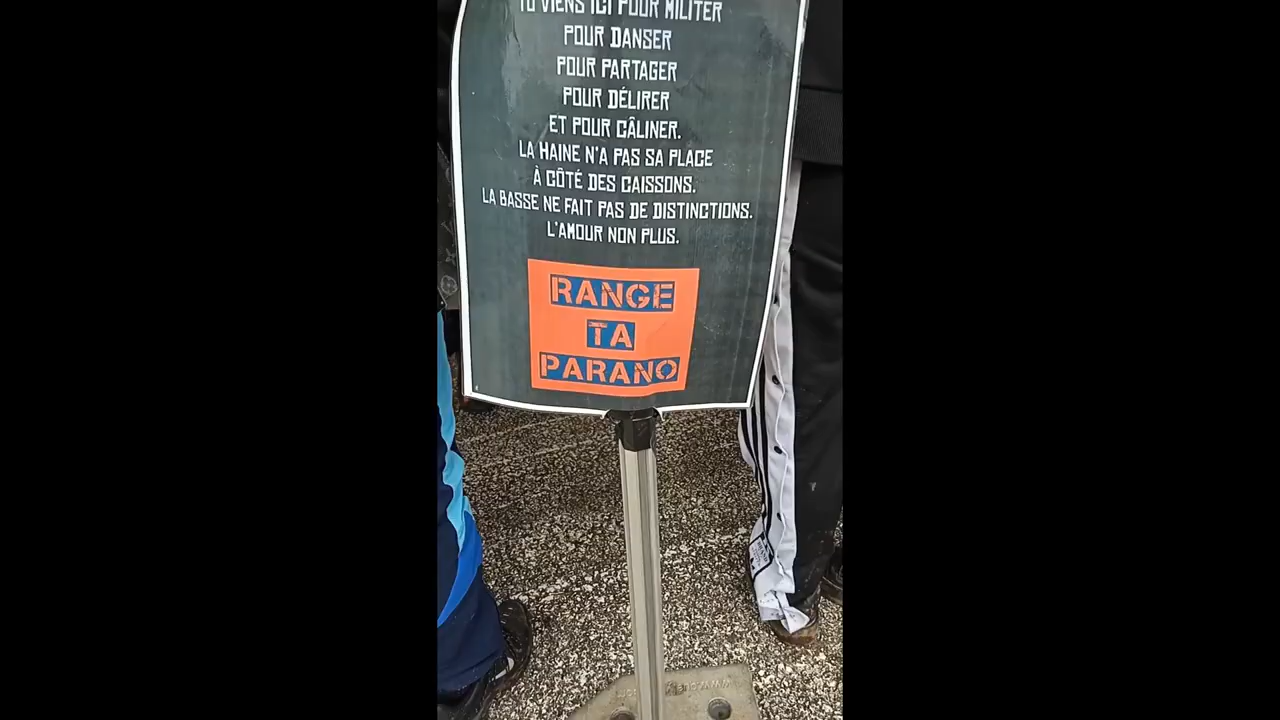 TU VIENS ICI POUR MILITER
POUR DANSER
POUR PARTAGER
POUR DÉLIRER
ET POUR CÂLINER.
LA HAINE N'A PAS SA PLACE
À CÔTÉ DES CAISSONS.
LA BASSE NE FAIT PAS DE DISTINCTIONS.
L'AMOUR NON PLUS.
RANGE
TA
PARANO